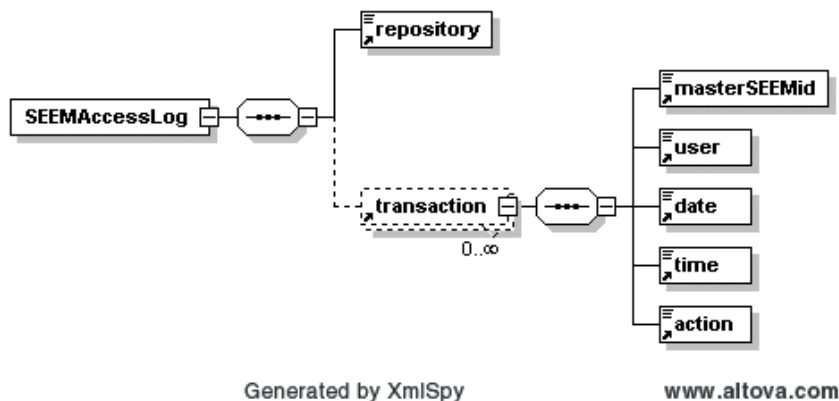 repository
SEEMAccessLog
masterSEEMid
user
transaction
date
0..∞
time
action
Generated by XmlSpy
www.altova.com